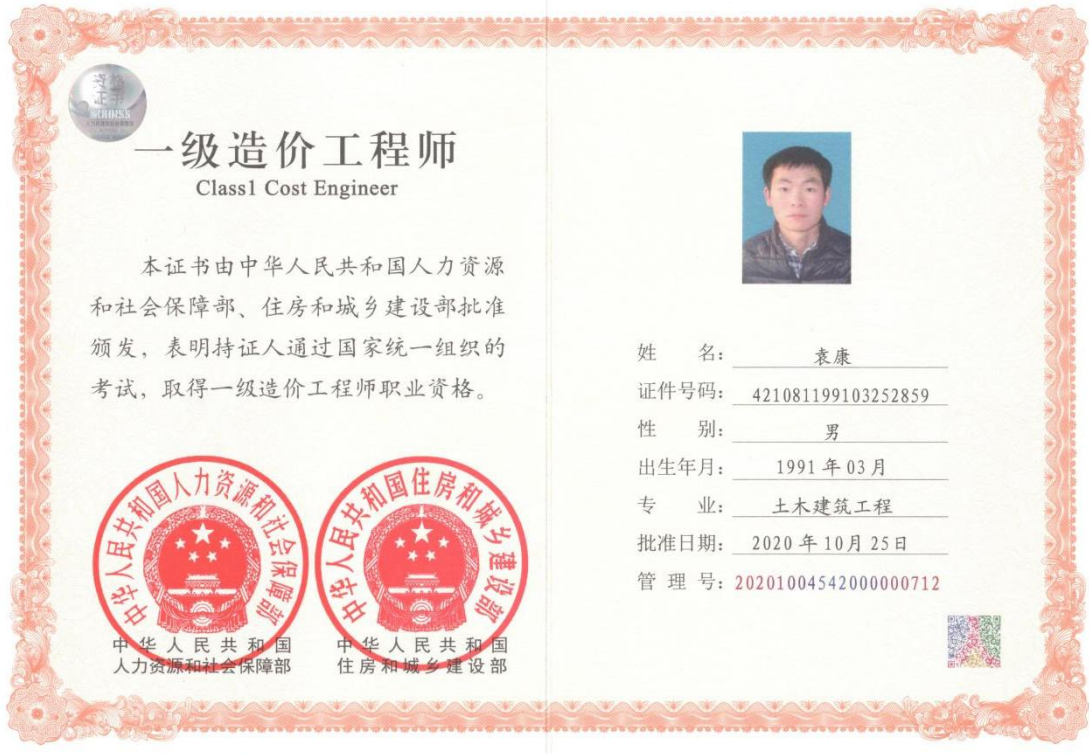 资格
证书
MOHRSS
一级造价工程师
Class1 Cost Engineer
本证书由中华人民共和国人力资源
和社会保障部、住房和城乡建设部批准
颁发，表明持证人通过国家统一组织的
考试，取得一级造价工程师职业资格。
中华人民共和国人力资源和社会保障部
中华人民共和国住房和城乡建设部
中华人民共和国
人力资源和社会保障部
中华人民共和国
住房和城乡建设部
姓 名：袁康
证件号码：421081199103252859
性 别：男
出生年月：1991年03月
专 业：土木建筑工程
批准日期：2020年10月25日
管 理 号：20201004542000000712